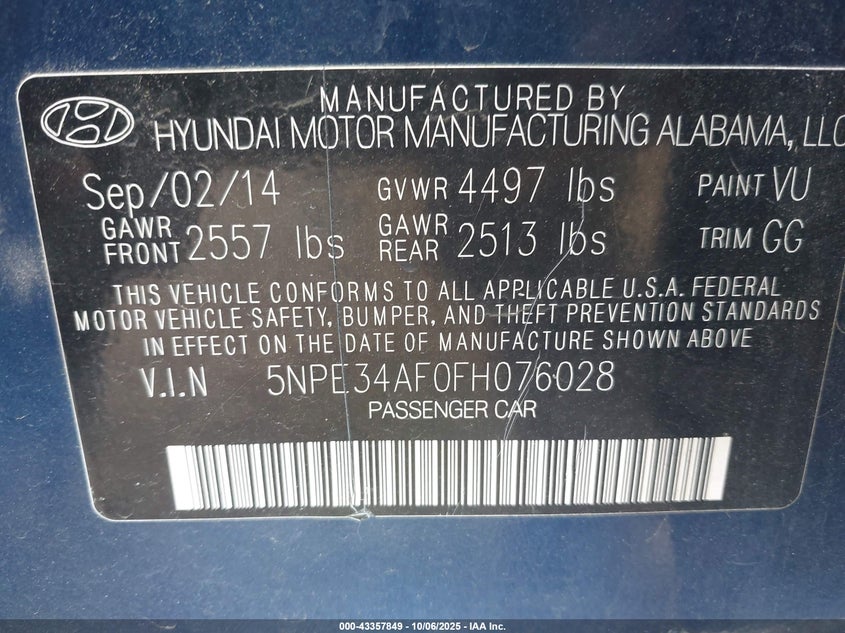 MANUFACTURED BY
HYUNDAI MOTOR MANUFACTURING ALABAMA, LLC
Sep/02/14 GVWR 4497 lbs PAINT VU
GAWR FRONT 2557 lbs GAWR REAR 2513 lbs TRIM GG
THIS VEHICLE CONFORMS TO ALL APPLICABLE U.S.A. FEDERAL
MOTOR VEHICLE SAFETY, BUMPER, AND THEFT PREVENTION STANDARDS
IN EFFECT ON THE DATE OF MANUFACTURE SHOWN ABOVE
V.I.N 5NPE34AF0FH076028
PASSENGER CAR
000-43357849 - 10/06/2025 - IAA Inc.